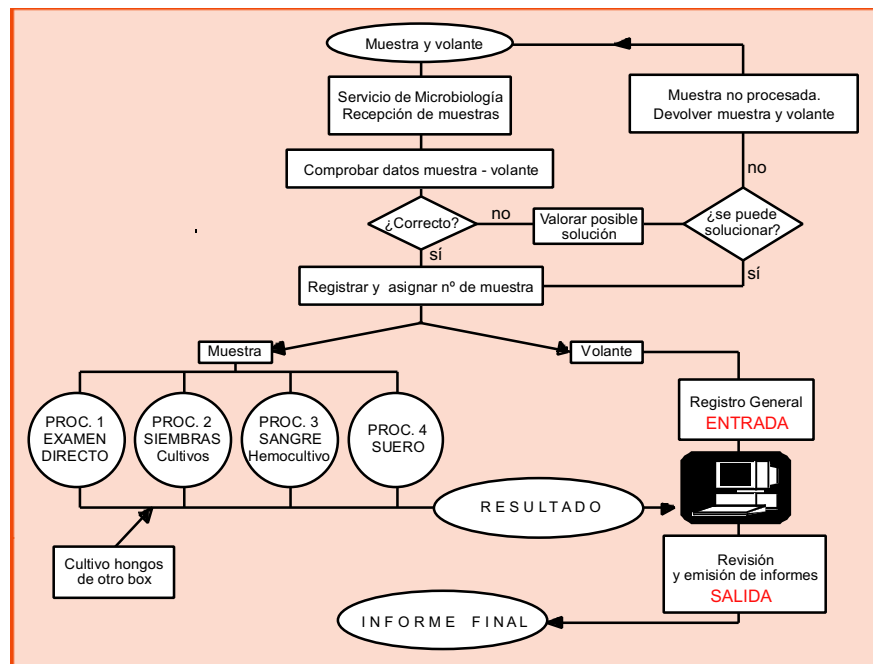 Muestra y volante
Muestra no procesada.
Devolver muestra y volante
Servicio de Microbiología
Recepción de muestras
no
Comprobar datos muestra - volante
¿Correcto?
no
Valorar posible
solución
¿se puede
solucionar?
sí
sí
Registrar y asignar nº de muestra
Muestra
Volante
PROC. 1
EXAMEN
DIRECTO
PROC. 2
SIEMBRAS
Cultivos
PROC. 3
SANGRE
Hemocultivo
PROC. 4
SUERO
Registro General
ENTRADA
RESULTADO
Cultivo hongos
de otro box
Revisión
y emisión de informes
SALIDA
INFORME FINAL